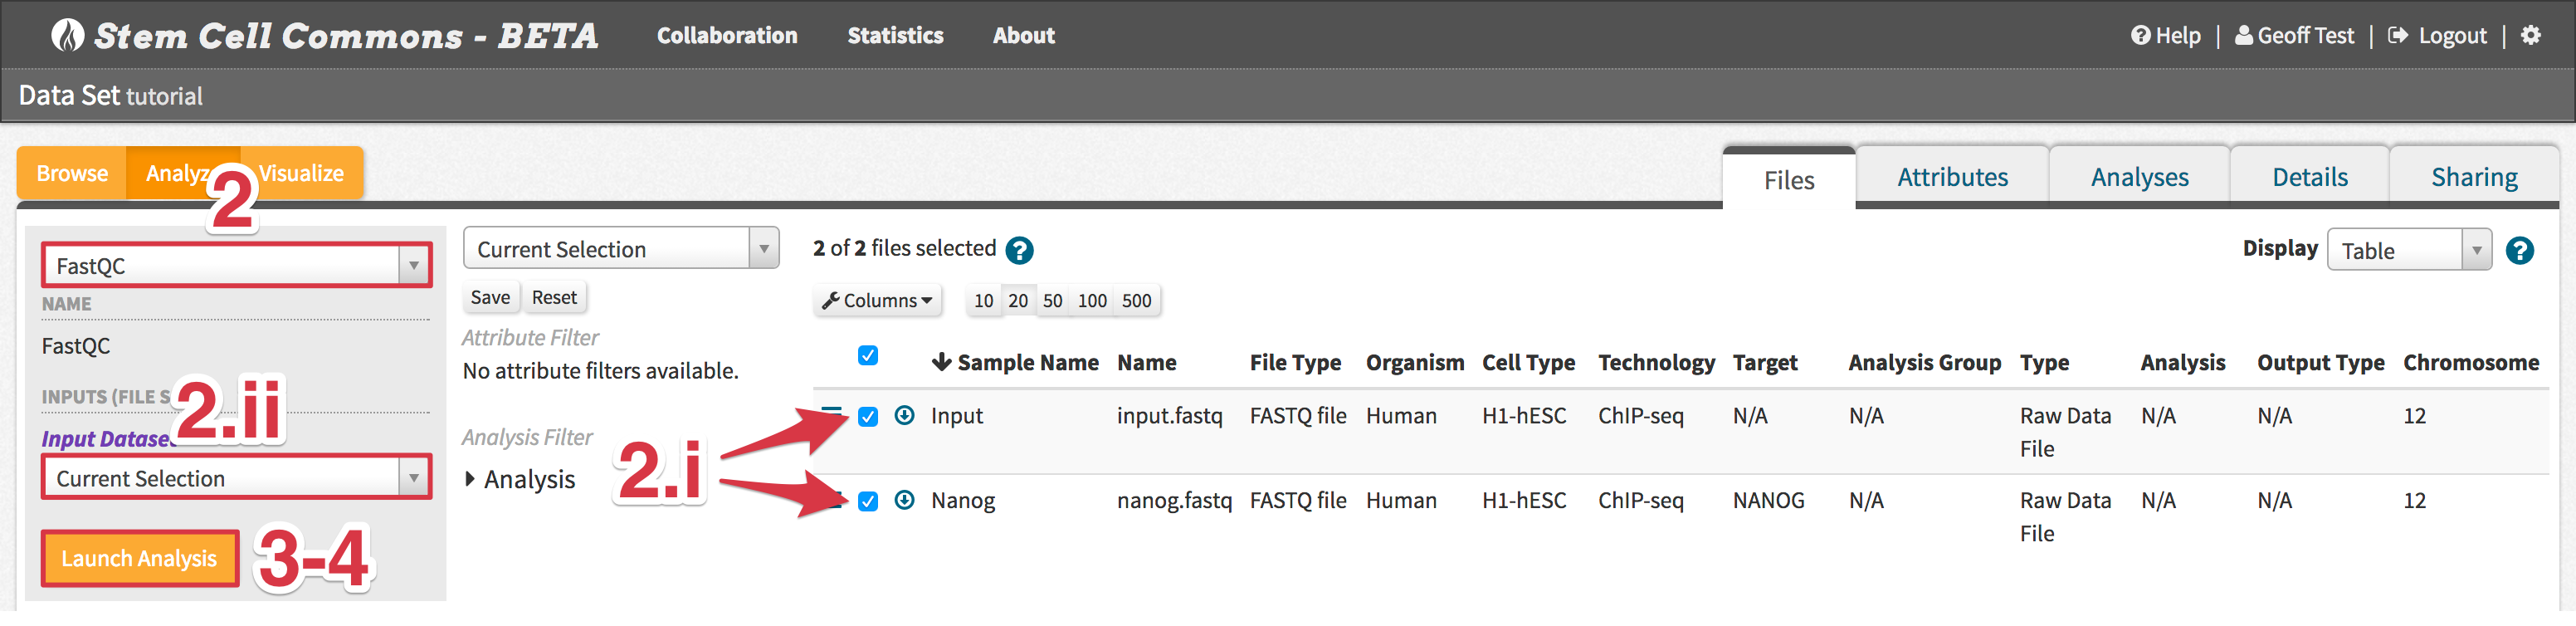 Stem Cell Commons - BETA Collaboration Statistics About Help | Geoff Test | Logout |
Data Set tutorial
Browse Analyz Visualize
2
Files Attributes Analyses Details Sharing
FastQC
NAME
FastQC
INPUTS (FILE S
2.ii
Input Datase
Current Selection
Launch Analysis
3-4
Current Selection
Save Reset
Attribute Filter
No attribute filters available.
Analysis Filter
Analysis
2.i
2 of 2 files selected ?
Display Table ?
Columns 10 20 50 100 500
Sample Name Name File Type Organism Cell Type Technology Target Analysis Group Type Analysis Output Type Chromosome
Input input.fastq FASTQ file Human H1-hESC ChIP-seq N/A N/A Raw Data N/A N/A 12
File
Nanog nanog.fastq FASTQ file Human H1-hESC ChIP-seq NANOG N/A Raw Data N/A N/A 12
File